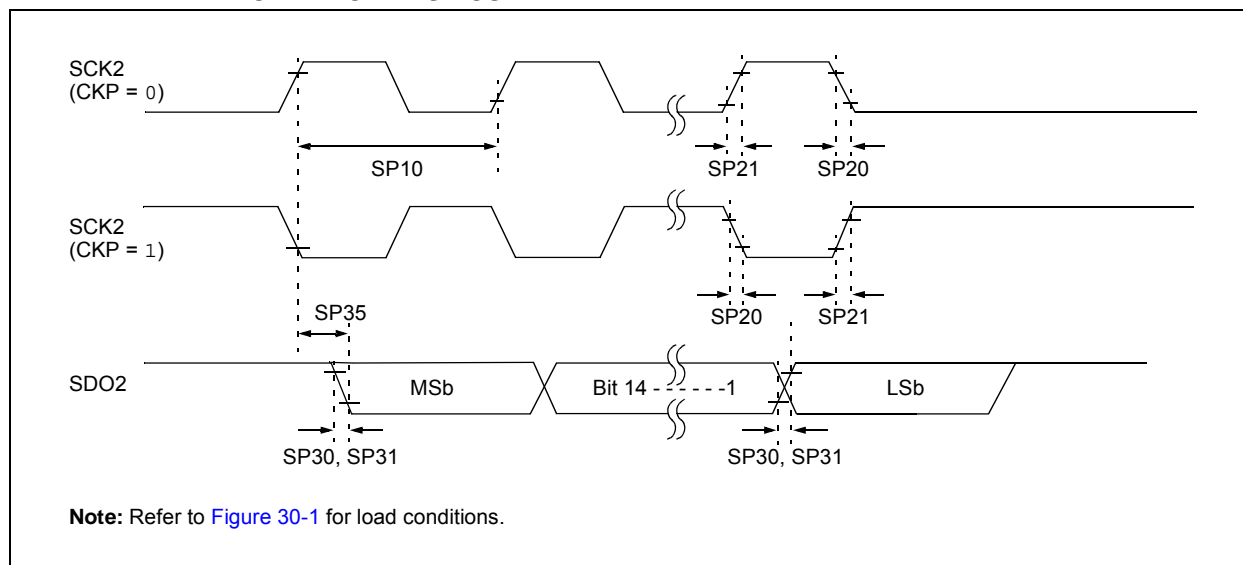 SCK2
(CKP = 0)
SP10
SP21
SP20
SCK2
(CKP = 1)
SP35
SP20
SP21
SDO2
MSb
Bit 14 - - - - - -1
LSb
SP30, SP31
SP30, SP31
Note: Refer to Figure 30-1 for load conditions.